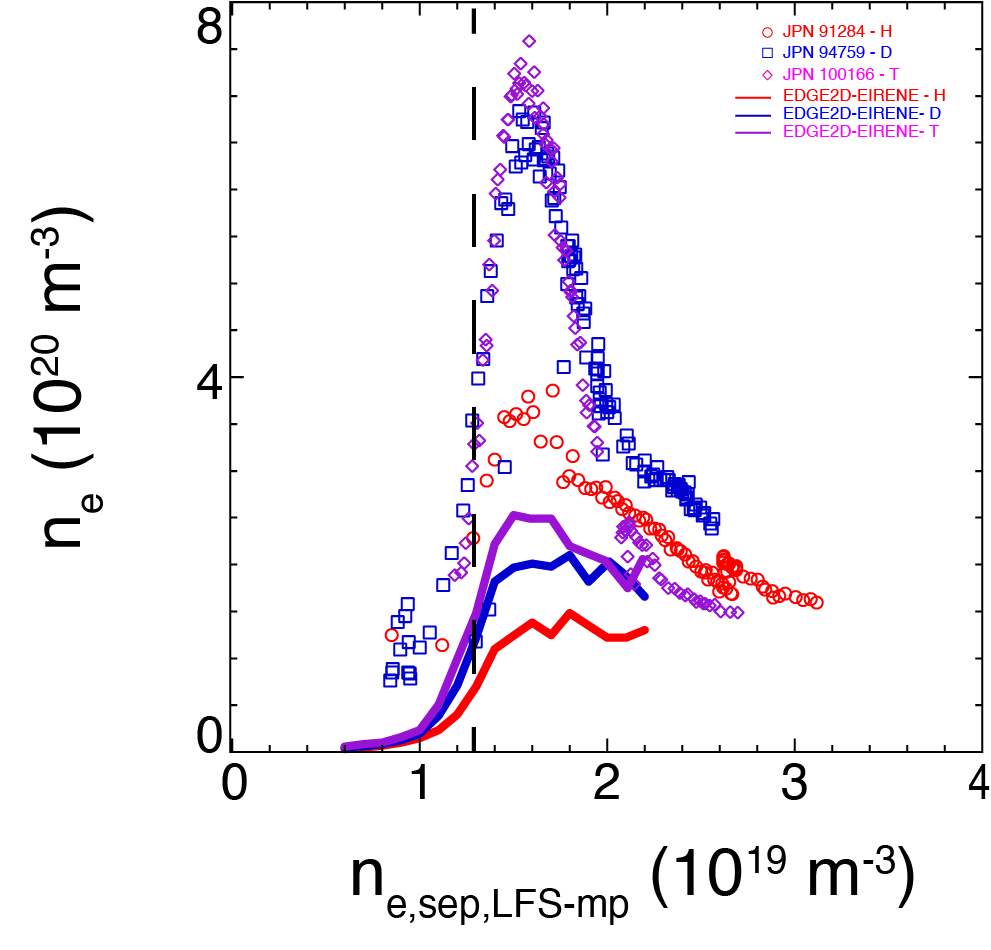 8
JPN 91284 - H
JPN 94759 - D
JPN 100166 - T
EDGE2D-EIRENE - H
EDGE2D-EIRENE- D
EDGE2D-EIRENE- T
n_e (10^20 m^-3)
4
0
0 1 2 3 4
n_e,sep,LFS-mp (10^19 m^-3)